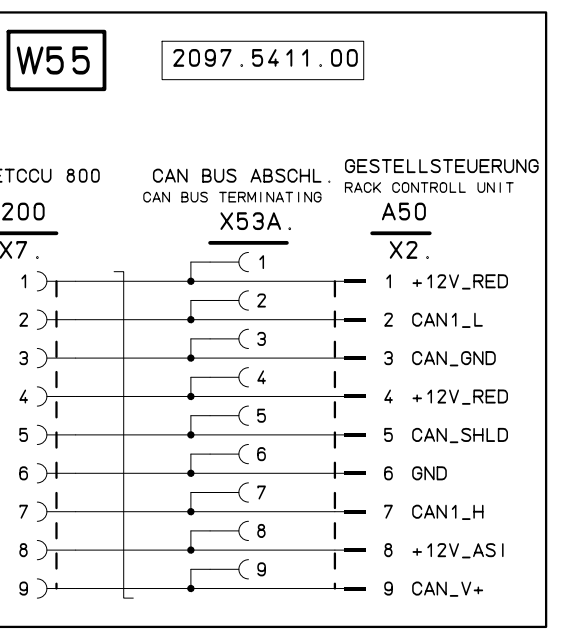 W55 2097.5411.00
ETCCU 800 CAN BUS ABSCHL. GESTELLSTEUERUNG
CAN BUS TERMINATING RACK CONTROLL UNIT
200 X53A. A50
X7. X2.
1
1 1 +12V_RED
2
2 2 CAN1_L
3
3 3 CAN_GND
4
4 4 +12V_RED
5
5 5 CAN_SHLD
6
6 6 GND
7
7 7 CAN1_H
8
8 8 +12V_ASI
9
9 9 CAN_V+